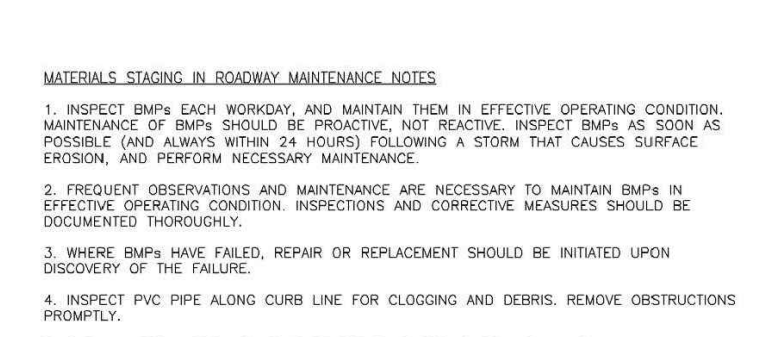 MATERIALS STAGING IN ROADWAY MAINTENANCE NOTES
1. INSPECT BMPs EACH WORKDAY, AND MAINTAIN THEM IN EFFECTIVE OPERATING CONDITION.
MAINTENANCE OF BMPs SHOULD BE PROACTIVE, NOT REACTIVE. INSPECT BMPs AS SOON AS
POSSIBLE (AND ALWAYS WITHIN 24 HOURS) FOLLOWING A STORM THAT CAUSES SURFACE
EROSION, AND PERFORM NECESSARY MAINTENANCE.
2. FREQUENT OBSERVATIONS AND MAINTENANCE ARE NECESSARY TO MAINTAIN BMPs IN
EFFECTIVE OPERATING CONDITION. INSPECTIONS AND CORRECTIVE MEASURES SHOULD BE
DOCUMENTED THOROUGHLY.
3. WHERE BMPs HAVE FAILED, REPAIR OR REPLACEMENT SHOULD BE INITIATED UPON
DISCOVERY OF THE FAILURE.
4. INSPECT PVC PIPE ALONG CURB LINE FOR CLOGGING AND DEBRIS. REMOVE OBSTRUCTIONS
PROMPTLY.